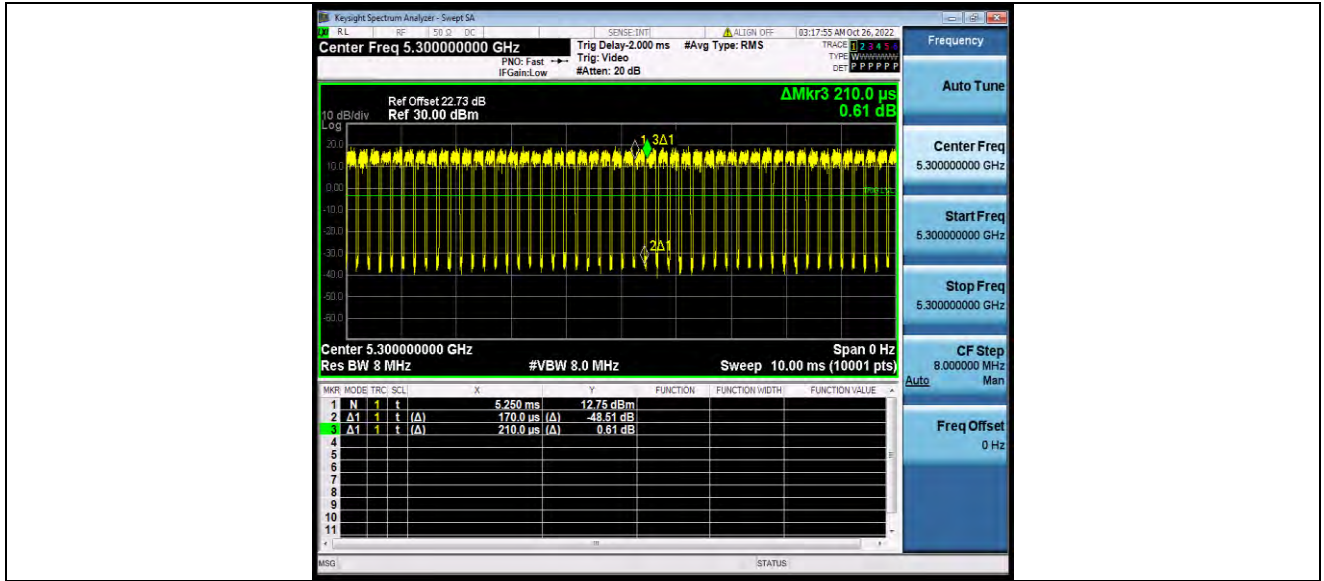 Keysight Spectrum Analyzer - Swept SA
RL RF 50 Ω DC SENSE:INT ALIGN OFF 03:17:55 AM Oct 26, 2022
Center Freq 5.300000000 GHz
PNO: Fast
IFGain:Low
Trig Delay-2.000 ms
Trig: Video
#Atten: 20 dB
#Avg Type: RMS
TRACE 1 2 3 4 5 6
TYPE WWWWWW
DET P P P P P P
Ref Offset 22.73 dB
10 dB/div Ref 30.00 dBm
Log
ΔMkr3 210.0 µs
0.61 dB
20.0
10.0
0.00
-10.0
-20.0
-30.0
-40.0
-50.0
-60.0
1 3Δ1
2Δ1
TRIG LVL
Center 5.300000000 GHz Span 0 Hz
Res BW 8 MHz #VBW 8.0 MHz Sweep 10.00 ms (10001 pts)
MKR MODE TRC SCL X Y FUNCTION FUNCTION WIDTH FUNCTION VALUE
1 N 1 t 5.250 ms 12.75 dBm
2 Δ1 1 t (Δ) 170.0 µs (Δ) -48.51 dB
3 Δ1 1 t (Δ) 210.0 µs (Δ) 0.61 dB
4
5
6
7
8
9
10
11
MSG STATUS
Frequency
Auto Tune
Center Freq
5.300000000 GHz
Start Freq
5.300000000 GHz
Stop Freq
5.300000000 GHz
CF Step
8.000000 MHz
Auto Man
Freq Offset
0 Hz